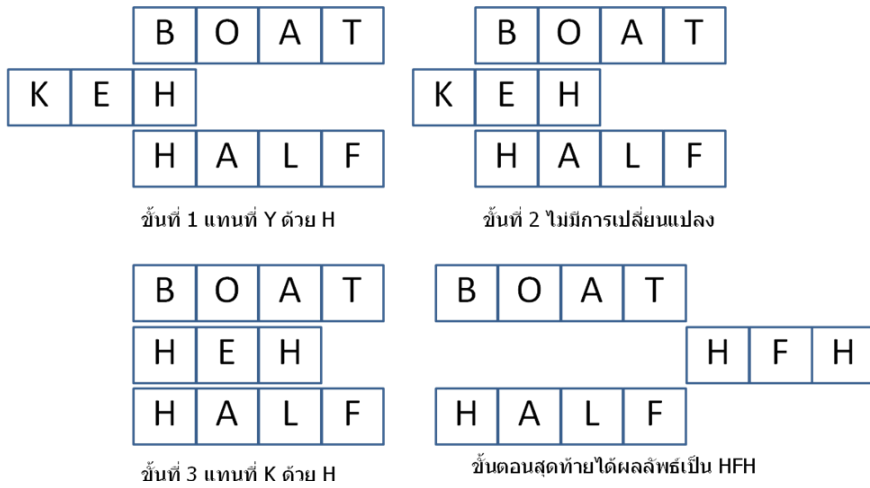 B O A T
K E H
H A L F
ขั้นที่ 1 แทนที่ Y ด้วย H
B O A T
K E H
H A L F
ขั้นที่ 2 ไม่มีการเปลี่ยนแปลง
B O A T
H E H
H A L F
ขั้นที่ 3 แทนที่ K ด้วย H
B O A T
H F H
H A L F
ขั้นตอนสุดท้ายได้ผลลัพธ์เป็น HFH